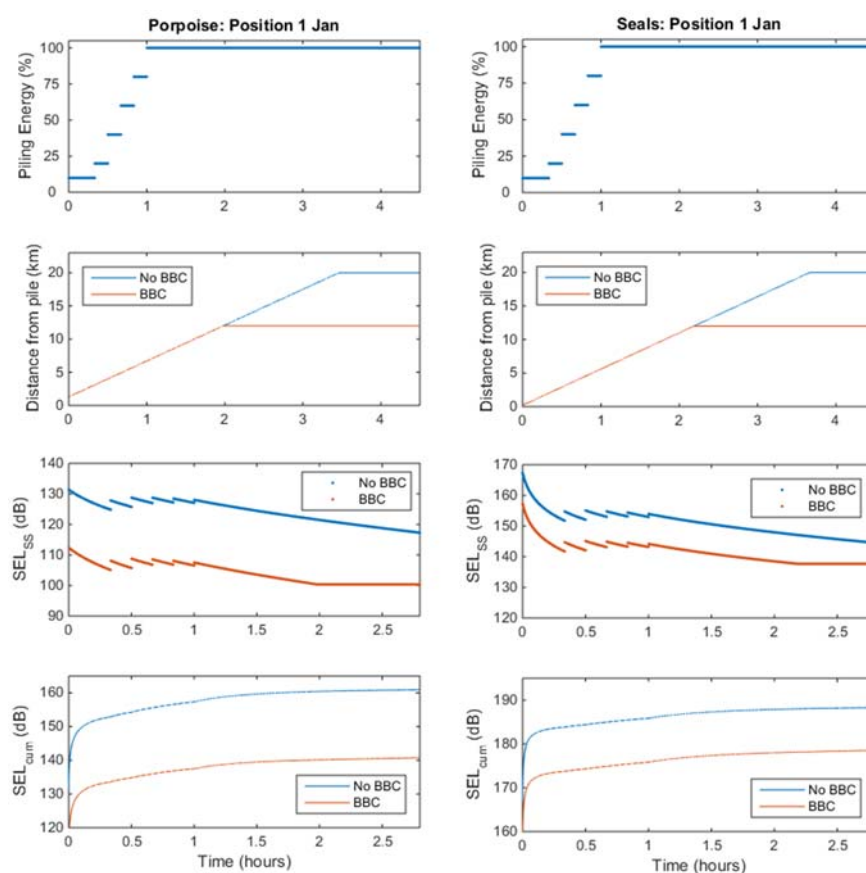 Porpoise: Position 1 Jan
Piling Energy (%)
100
75
50
25
0
0 1 2 3 4
Distance from pile (km)
20
15
10
5
0
No BBC
BBC
0 1 2 3 4
SELSS (dB)
140
130
120
110
100
90
No BBC
BBC
0 0.5 1 1.5 2 2.5
SELcum (dB)
160
150
140
130
120
No BBC
BBC
0 0.5 1 1.5 2 2.5
Time (hours)
Seals: Position 1 Jan
Piling Energy (%)
100
75
50
25
0
0 1 2 3 4
Distance from pile (km)
20
15
10
5
0
No BBC
BBC
0 1 2 3 4
SELSS (dB)
170
160
150
140
130
120
No BBC
BBC
0 0.5 1 1.5 2 2.5
SELcum (dB)
190
180
170
160
No BBC
BBC
0 0.5 1 1.5 2 2.5
Time (hours)